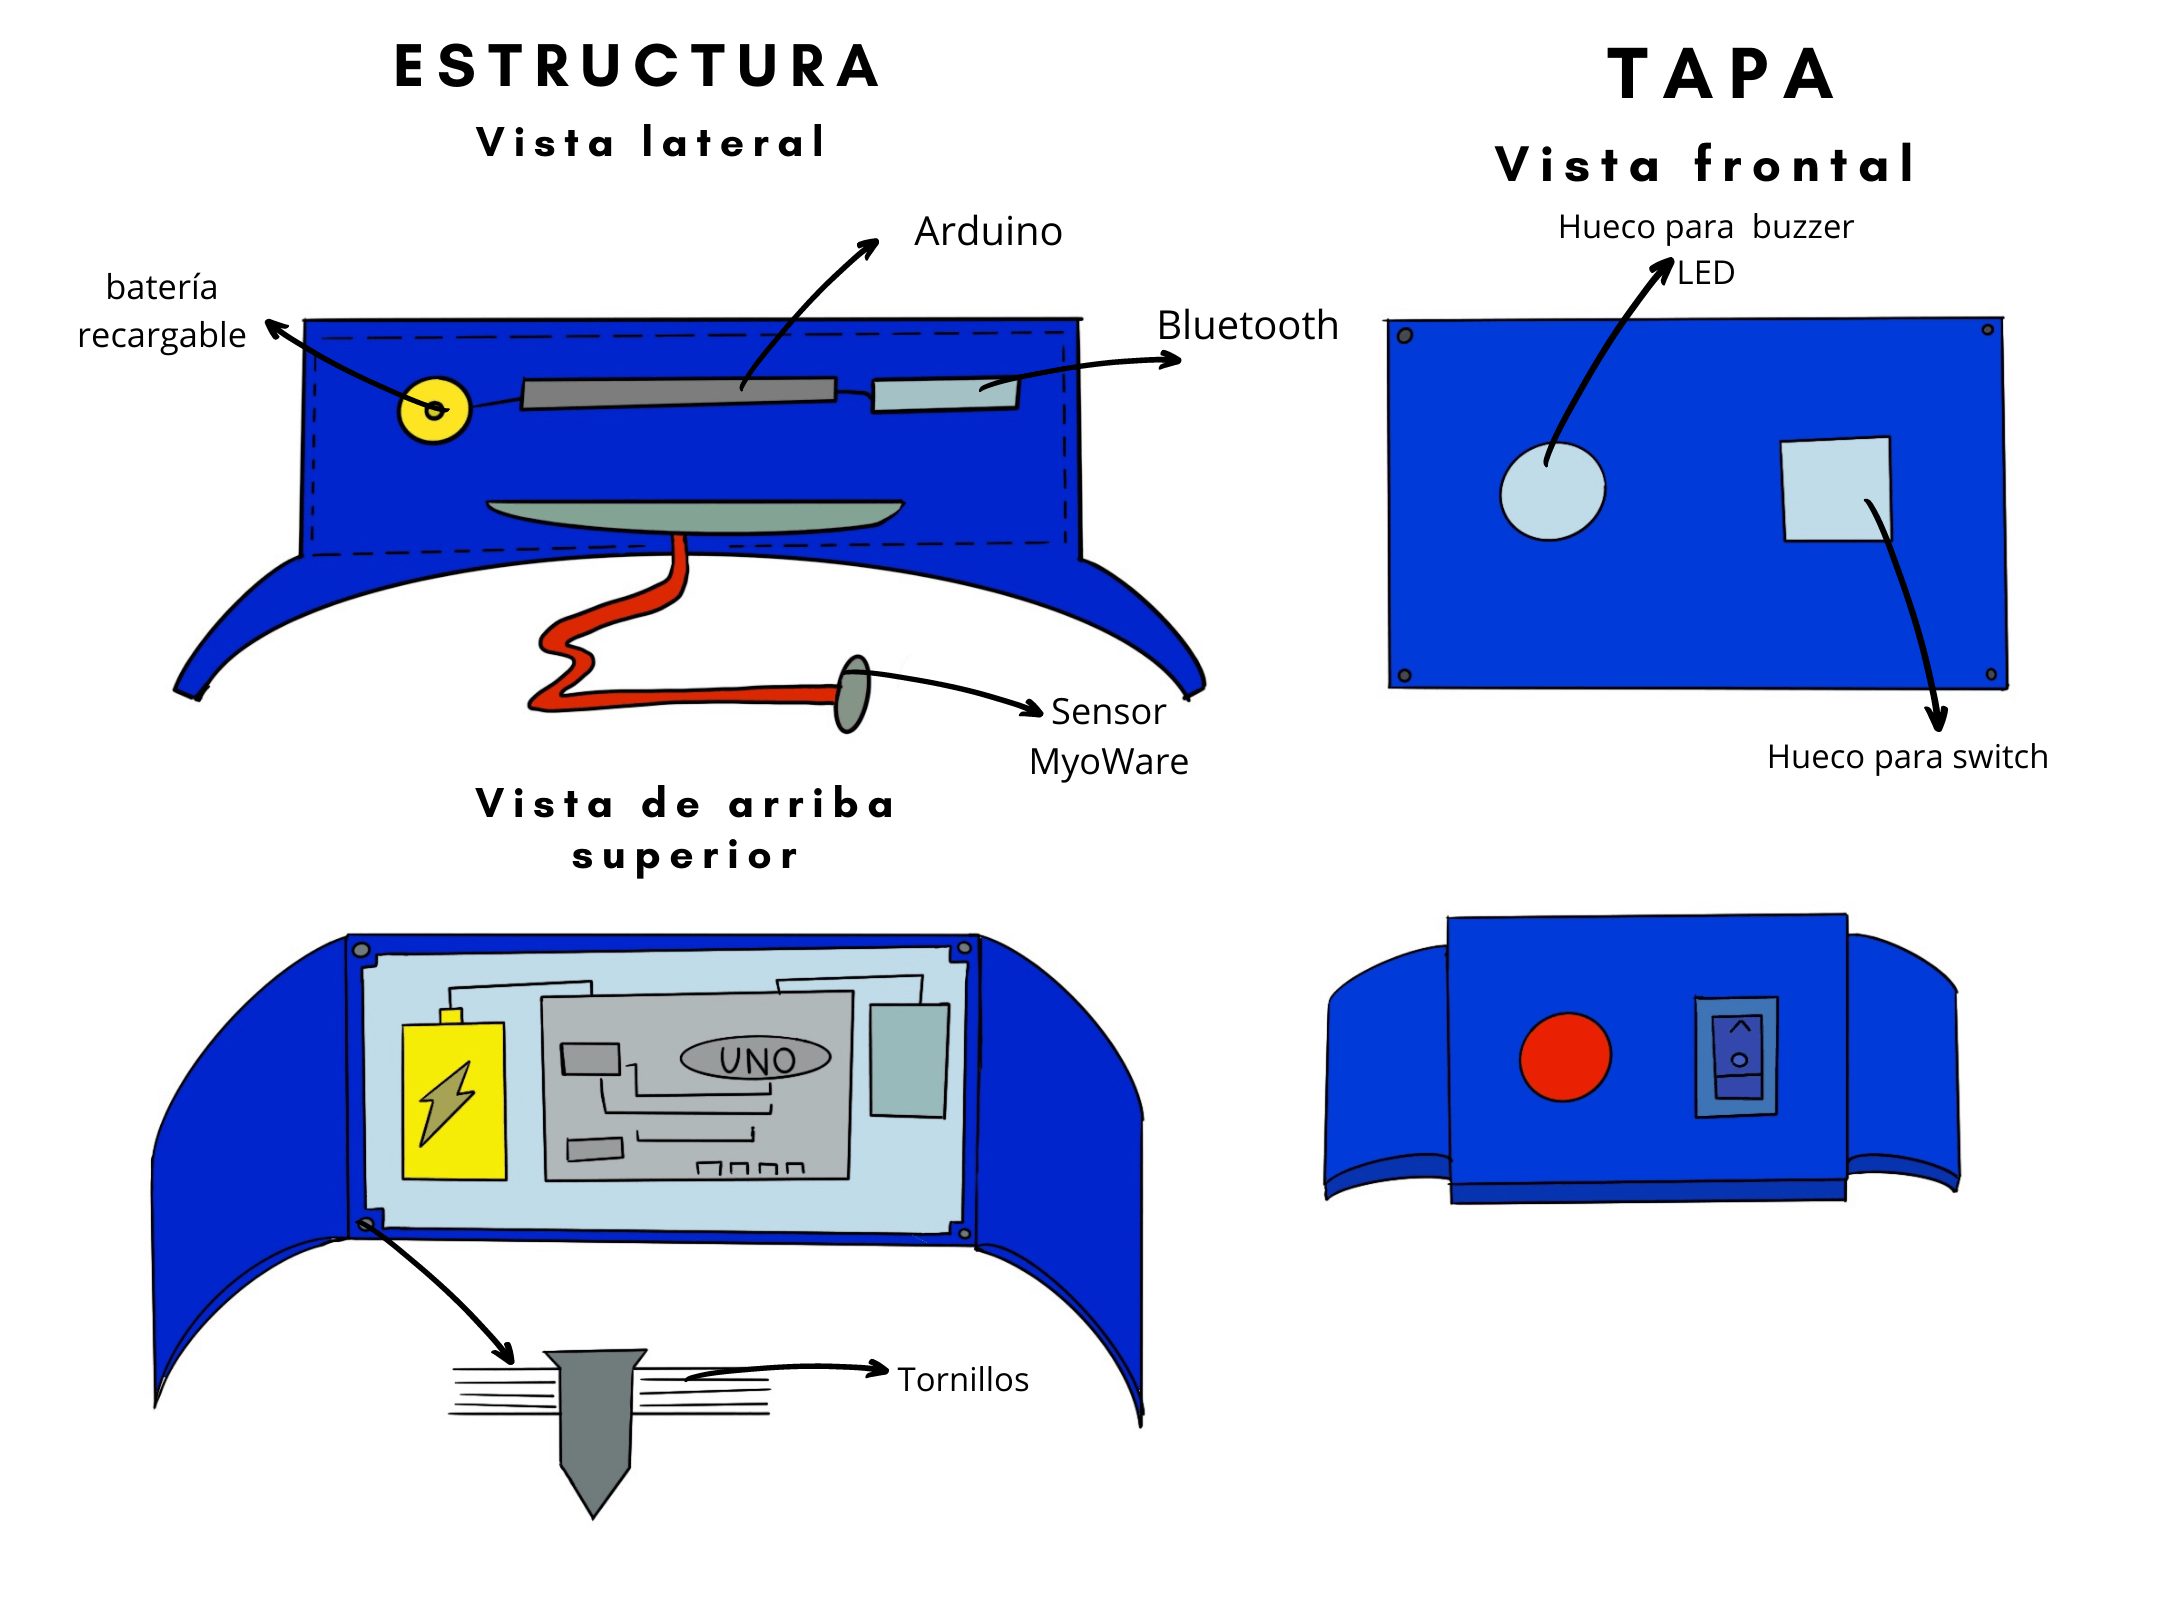 ESTRUCTURA
Vista lateral
Arduino
batería
recargable
Bluetooth
Sensor
MyoWare
TAPA
Vista frontal
Hueco para  buzzer
LED
Hueco para switch
Vista de arriba
superior
UNO
Tornillos